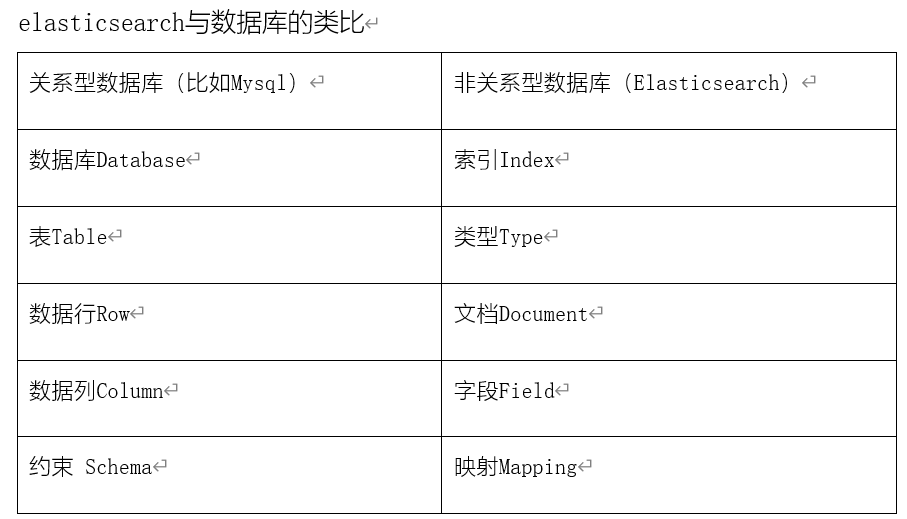 elasticsearch与数据库的类比
关系型数据库（比如Mysql） 非关系型数据库（Elasticsearch）
数据库Database 索引Index
表Table 类型Type
数据行Row 文档Document
数据列Column 字段Field
约束 Schema 映射Mapping